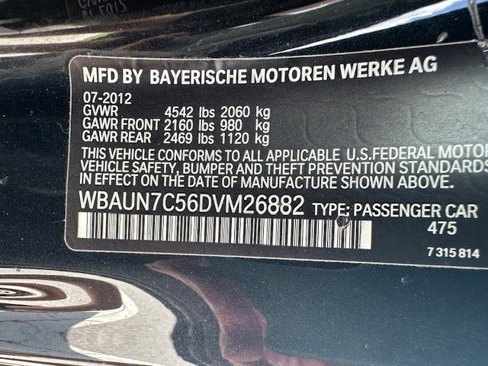 MFD BY BAYERISCHE MOTOREN WERKE AG
07-2012
GVWR 4542 lbs 2060 kg
GAWR FRONT 2160 lbs 980 kg
GAWR REAR 2469 lbs 1120 kg
THIS VEHICLE CONFORMS TO ALL APPLICABLE U.S.FEDERAL MOTOR
VEHICLE SAFETY, BUMPER AND THEFT PREVENTION STANDARDS
IN EFFECT ON THE DATE OF MANUFACTURE SHOWN ABOVE.
WBAUN7C56DVM26882 TYPE: PASSENGER CAR
475
7 315 814